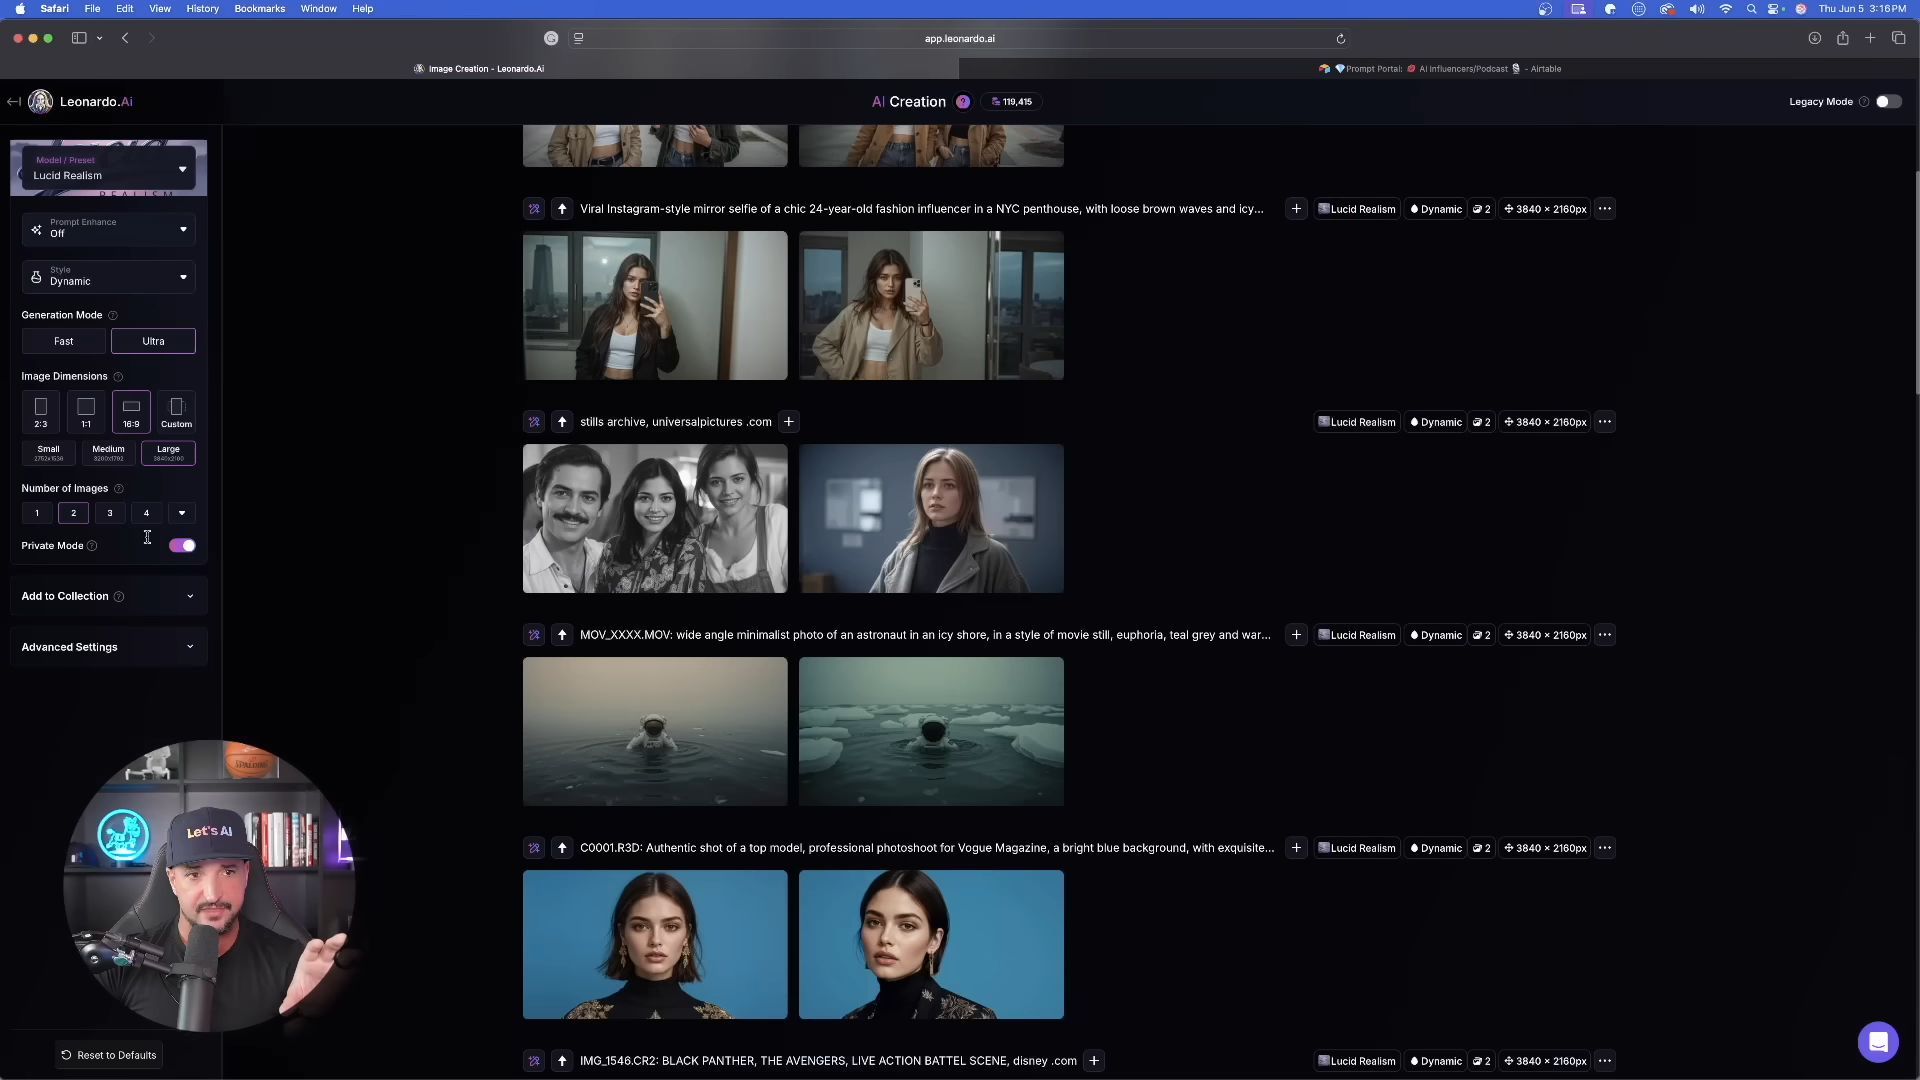 Safari File Edit View History Bookmarks Window Help
Thu Jun 5 3:16 PM
app.leonardo.ai
Image Creation - Leonardo.Ai
Prompt Portal: AI Influencers/Podcast - Airtable
Leonardo.Ai
AI Creation ? 119,415
Legacy Mode ?
Model / Preset
Lucid Realism
REALISM
Prompt Enhance
Off
Style
Dynamic
Generation Mode ?
Fast Ultra
Image Dimensions ?
2:3 1:1 16:9 Custom
Small Medium Large
2752x1536 3200x1792 3840x2160
Number of Images ?
1 2 3 4
Private Mode ?
Add to Collection ?
Advanced Settings
Reset to Defaults
Viral Instagram-style mirror selfie of a chic 24-year-old fashion influencer in a NYC penthouse, with loose brown waves and icy...
Lucid Realism Dynamic 2 3840 × 2160px
stills archive, universalpictures .com
Lucid Realism Dynamic 2 3840 × 2160px
MOV_XXXX.MOV: wide angle minimalist photo of an astronaut in an icy shore, in a style of movie still, euphoria, teal grey and war...
Lucid Realism Dynamic 2 3840 × 2160px
C0001.R3D: Authentic shot of a top model, professional photoshoot for Vogue Magazine, a bright blue background, with exquisite...
Lucid Realism Dynamic 2 3840 × 2160px
IMG_1546.CR2: BLACK PANTHER, THE AVENGERS, LIVE ACTION BATTEL SCENE, disney .com
Lucid Realism Dynamic 2 3840 × 2160px
SPALDING
Let's AI